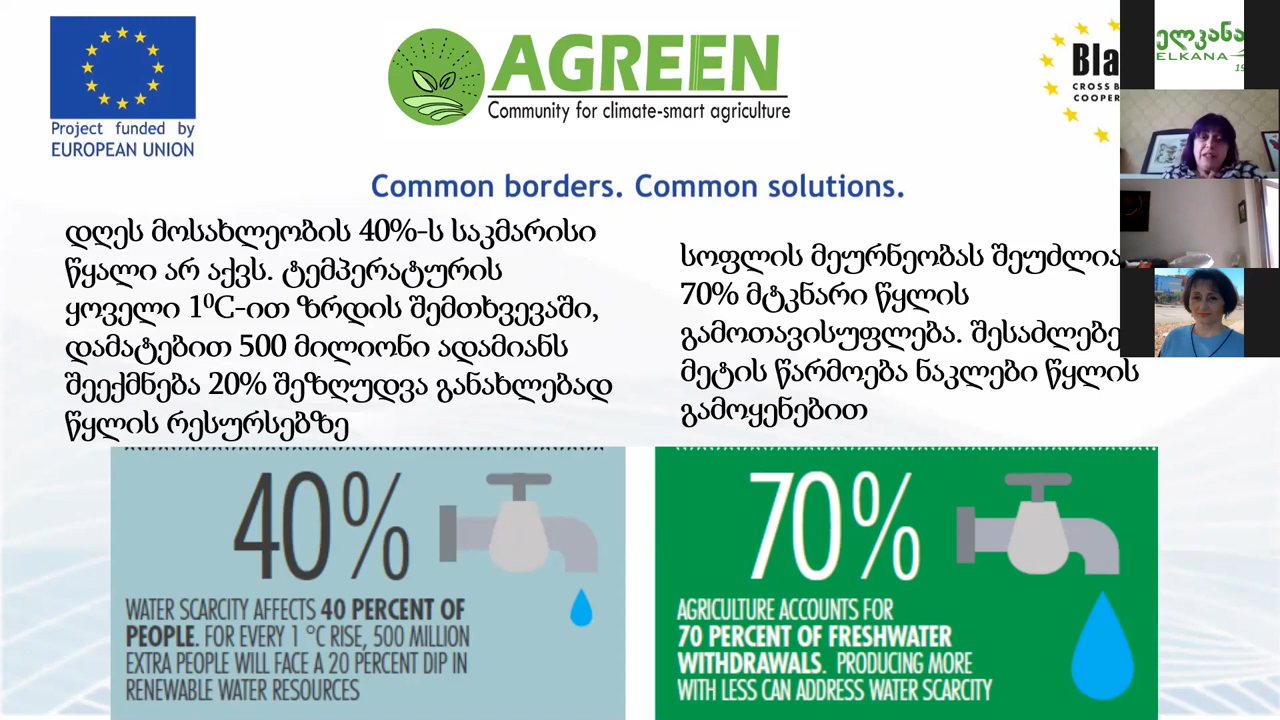 Project funded by
EUROPEAN UNION
AGREEN
Community for climate-smart agriculture
CROSS
ელკანა
ELKANA
Common borders. Common solutions.
დღეს მოსახლეობის 40%-ს საკმარისი
წყალი არ აქვს. ტემპერატურის
ყოველი 1⁰C-ით ზრდის შემთხვევაში,
დამატებით 500 მილიონი ადამიანს
შეექმნება 20% შეზღუდვა განახლებად
წყლის რესურსებზე
სოფლის მეურნეობას შეუძლია
70% მტკნარი წყლის
გამოთავისუფლება. შესაძლებე
მეტის წარმოება ნაკლები წყლის
გამოყენებით
40%
WATER SCARCITY AFFECTS 40 PERCENT OF
PEOPLE. FOR EVERY 1 °C RISE, 500 MILLION
EXTRA PEOPLE WILL FACE A 20 PERCENT DIP IN
RENEWABLE WATER RESOURCES
70%
AGRICULTURE ACCOUNTS FOR
70 PERCENT OF FRESHWATER
WITHDRAWALS. PRODUCING MORE
WITH LESS CAN ADDRESS WATER SCARCITY